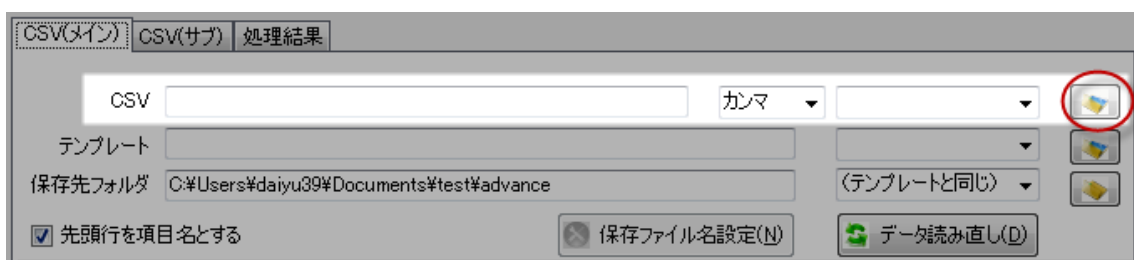 CSV(メイン) CSV(サブ) 処理結果
CSV カンマ
テンプレート
保存先フォルダ C:¥Users¥daiyu39¥Documents¥test¥advance (テンプレートと同じ)
先頭行を項目名とする 保存ファイル名設定(N) データ読み直し(D)